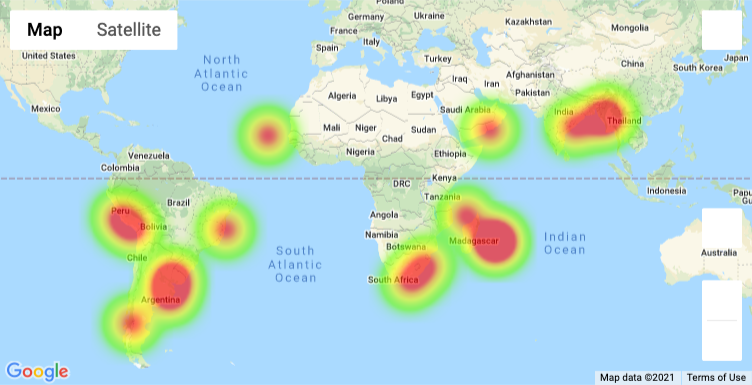 Map Satellite
Poland
Germany
Ukraine
Kazakhstan
Mongolia
France
Italy
Spain
Turkey
United States
North
Atlantic
Ocean
Iraq
Iran
Afghanistan
China
South Korea
Japan
Pakistan
Algeria
Libya
Egypt
Saudi Arabia
India
Thailand
Mexico
Mali
Niger
Chad
Sudan
Nigeria
Ethiopia
Venezuela
Colombia
DRC
Kenya
Indonesia
Papu
Gu
Tanzania
Peru
Brazil
Bolivia
Angola
Namibia
Botswana
Madagascar
Indian
Ocean
South
Atlantic
Ocean
Chile
South Africa
Australia
Argentina
Google
Map data ©2021 Terms of Use